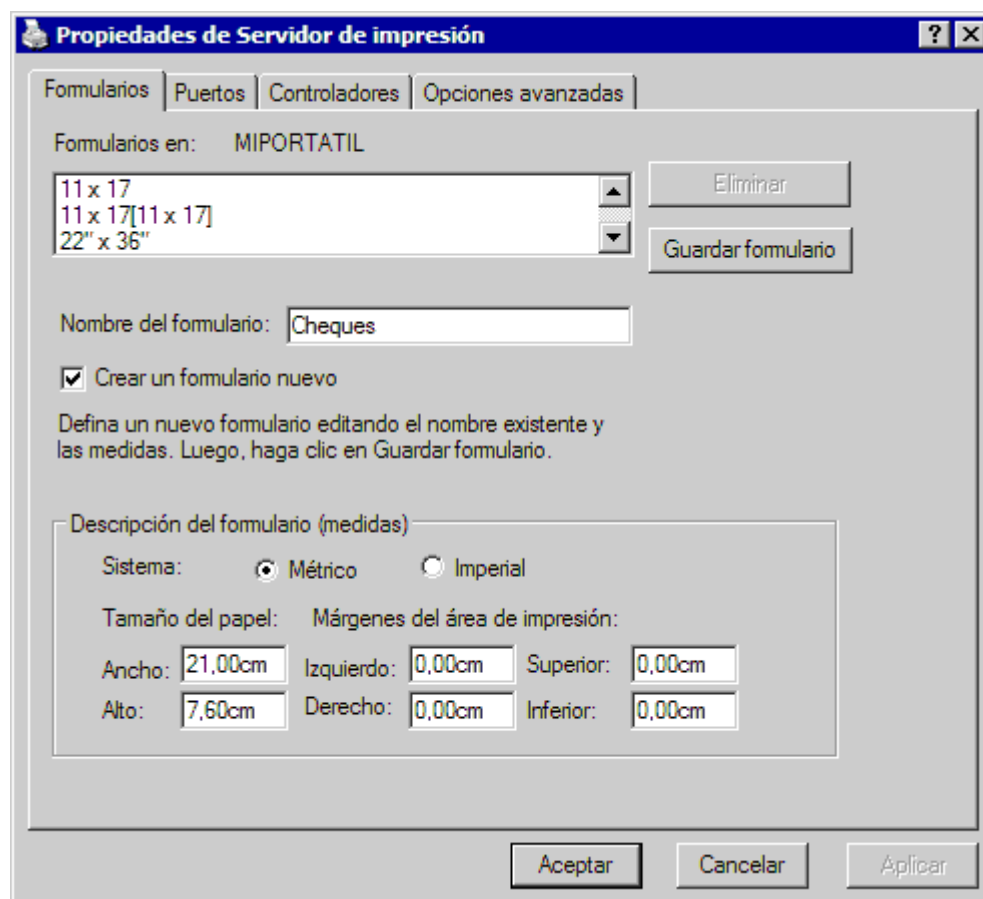 Propiedades de Servidor de impresión
Formularios Puertos Controladores Opciones avanzadas
Formularios en: MIPORTATIL
11 x 17
11 x 17[11 x 17]
22" x 36"
Eliminar
Guardar formulario
Nombre del formulario: Cheques
Crear un formulario nuevo
Defina un nuevo formulario editando el nombre existente y
las medidas. Luego, haga clic en Guardar formulario.
Descripción del formulario (medidas)
Sistema: Métrico Imperial
Tamaño del papel: Márgenes del área de impresión:
Ancho: 21,00cm Izquierdo: 0,00cm Superior: 0,00cm
Alto: 7,60cm Derecho: 0,00cm Inferior: 0,00cm
Aceptar Cancelar Aplicar